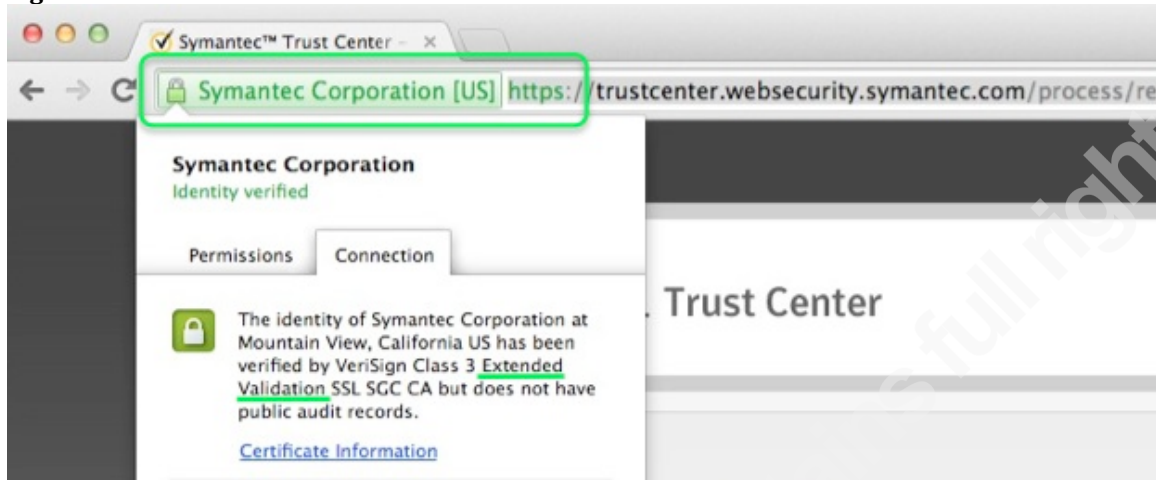 Symantec™ Trust Center –
Symantec Corporation [US] https://trustcenter.websecurity.symantec.com/process/re
Symantec Corporation
Identity verified
Permissions Connection
The identity of Symantec Corporation at
Mountain View, California US has been
verified by VeriSign Class 3 Extended
Validation SSL SGC CA but does not have
public audit records.
Certificate Information
Trust Center
s full right